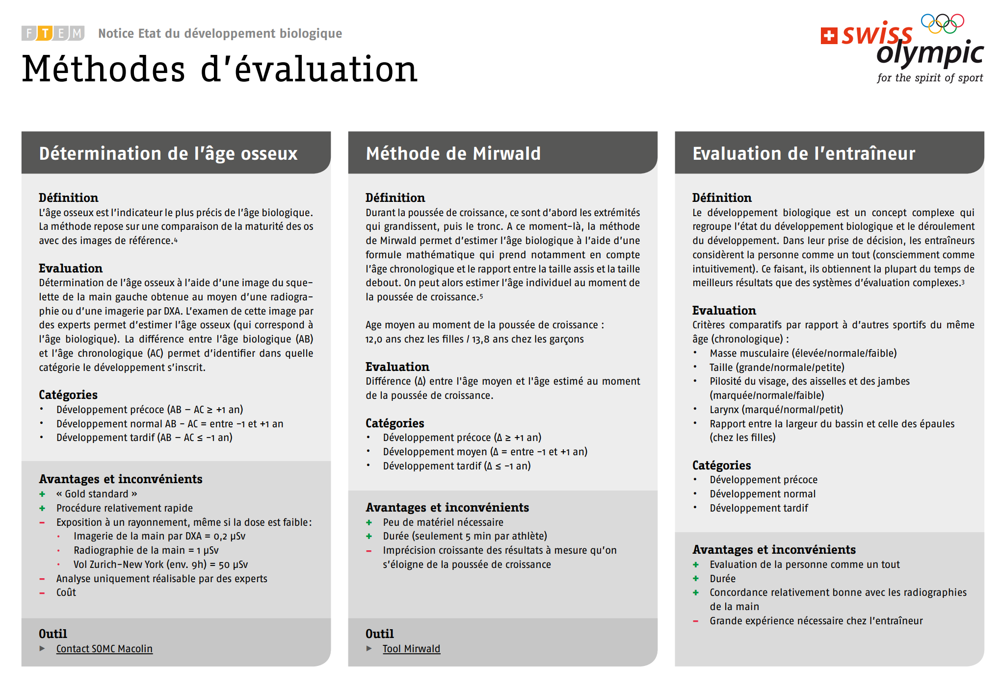 FTEM Notice Etat du développement biologique
Méthodes d’évaluation
swiss
olympic
for the spirit of sport
Détermination de l’âge osseux
Définition
L’âge osseux est l’indicateur le plus précis de l’âge biologique.
La méthode repose sur une comparaison de la maturité des os
avec des images de référence.4
Evaluation
Détermination de l’âge osseux à l’aide d’une image du sque-
lette de la main gauche obtenue au moyen d’une radiogra-
phie ou d’une imagerie par DXA. L’examen de cette image par
des experts permet d’estimer l’âge osseux (qui correspond à
l’âge biologique). La différence entre l’âge biologique (AB)
et l’âge chronologique (AC) permet d’identifier dans quelle
catégorie le développement s’inscrit.
Catégories
• Développement précoce (AB – AC ≥ +1 an)
• Développement normal AB - AC = entre -1 et +1 an
• Développement tardif (AB – AC ≤ -1 an)
Avantages et inconvénients
+ « Gold standard »
+ Procédure relativement rapide
– Exposition à un rayonnement, même si la dose est faible:
• Imagerie de la main par DXA = 0,2 µSv
• Radiographie de la main = 1 µSv
• Vol Zurich-New York (env. 9h) = 50 µSv
– Analyse uniquement réalisable par des experts
– Coût
Outil
▶ Contact SOMC Macolin
Méthode de Mirwald
Définition
Durant la poussée de croissance, ce sont d’abord les extrémités
qui grandissent, puis le tronc. A ce moment-là, la méthode
de Mirwald permet d’estimer l’âge biologique à l’aide d’une
formule mathématique qui prend notamment en compte
l’âge chronologique et le rapport entre la taille assis et la taille
debout. On peut alors estimer l’âge individuel au moment de
la poussée de croissance.5
Age moyen au moment de la poussée de croissance :
12,0 ans chez les filles / 13,8 ans chez les garçons
Evaluation
Différence (Δ) entre l'âge moyen et l'âge estimé au moment
de la poussée de croissance.
Catégories
• Développement précoce (Δ ≥ +1 an)
• Développement moyen (Δ = entre -1 et +1 an)
• Développement tardif (Δ ≤ -1 an)
Avantages et inconvénients
+ Peu de matériel nécessaire
+ Durée (seulement 5 min par athlète)
– Imprécision croissante des résultats à mesure qu’on
s’éloigne de la poussée de croissance
Outil
▶ Tool Mirwald
Evaluation de l’entraîneur
Définition
Le développement biologique est un concept complexe qui
regroupe l’état du développement biologique et le déroulement
du développement. Dans leur prise de décision, les entraîneurs
considèrent la personne comme un tout (consciemment comme
intuitivement). Ce faisant, ils obtiennent la plupart du temps de
meilleurs résultats que des systèmes d’évaluation complexes.3
Evaluation
Critères comparatifs par rapport à d’autres sportifs du même
âge (chronologique) :
• Masse musculaire (élevée/normale/faible)
• Taille (grande/normale/petite)
• Pilosité du visage, des aisselles et des jambes
(marquée/normale/faible)
• Larynx (marqué/normal/petit)
• Rapport entre la largeur du bassin et celle des épaules
(chez les filles)
Catégories
• Développement précoce
• Développement normal
• Développement tardif
Avantages et inconvénients
+ Evaluation de la personne comme un tout
+ Durée
+ Concordance relativement bonne avec les radiographies
de la main
– Grande expérience nécessaire chez l’entraîneur